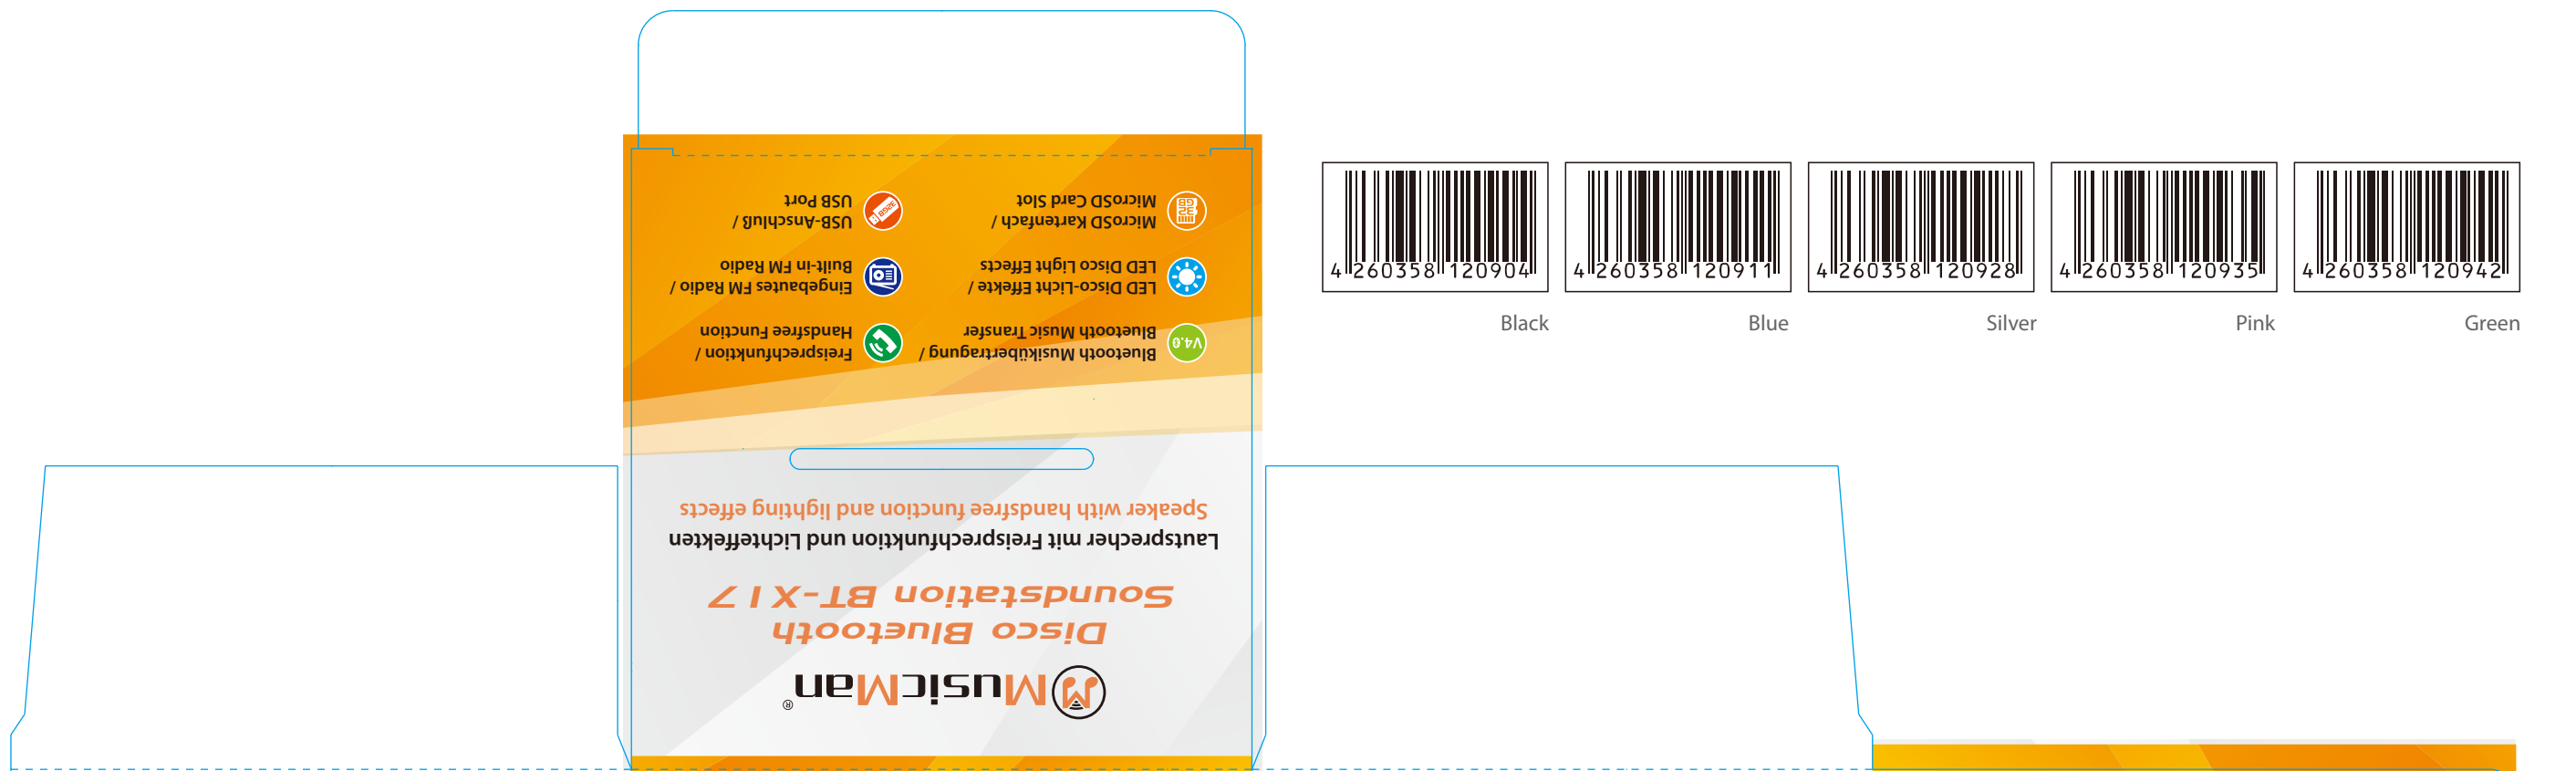 MusicMan®
Disco Bluetooth
Soundstation BT-X17
Lautsprecher mit Freisprechfunktion und Lichteffekten
Speaker with handsfree function and lighting effects
V4.0
Bluetooth Musikübertragung /
Bluetooth Music Transfer
Freisprechfunktion /
Handsfree Function
LED Disco-Licht Effekte /
LED Disco Light Effects
Eingebautes FM Radio /
Built-in FM Radio
32
GB
MicroSD Kartenfach /
MicroSD Card Slot
32GB
USB-Anschluß /
USB Port
4 260358 120904
Black
4 260358 120911
Blue
4 260358 120928
Silver
4 260358 120935
Pink
4 260358 120942
Green